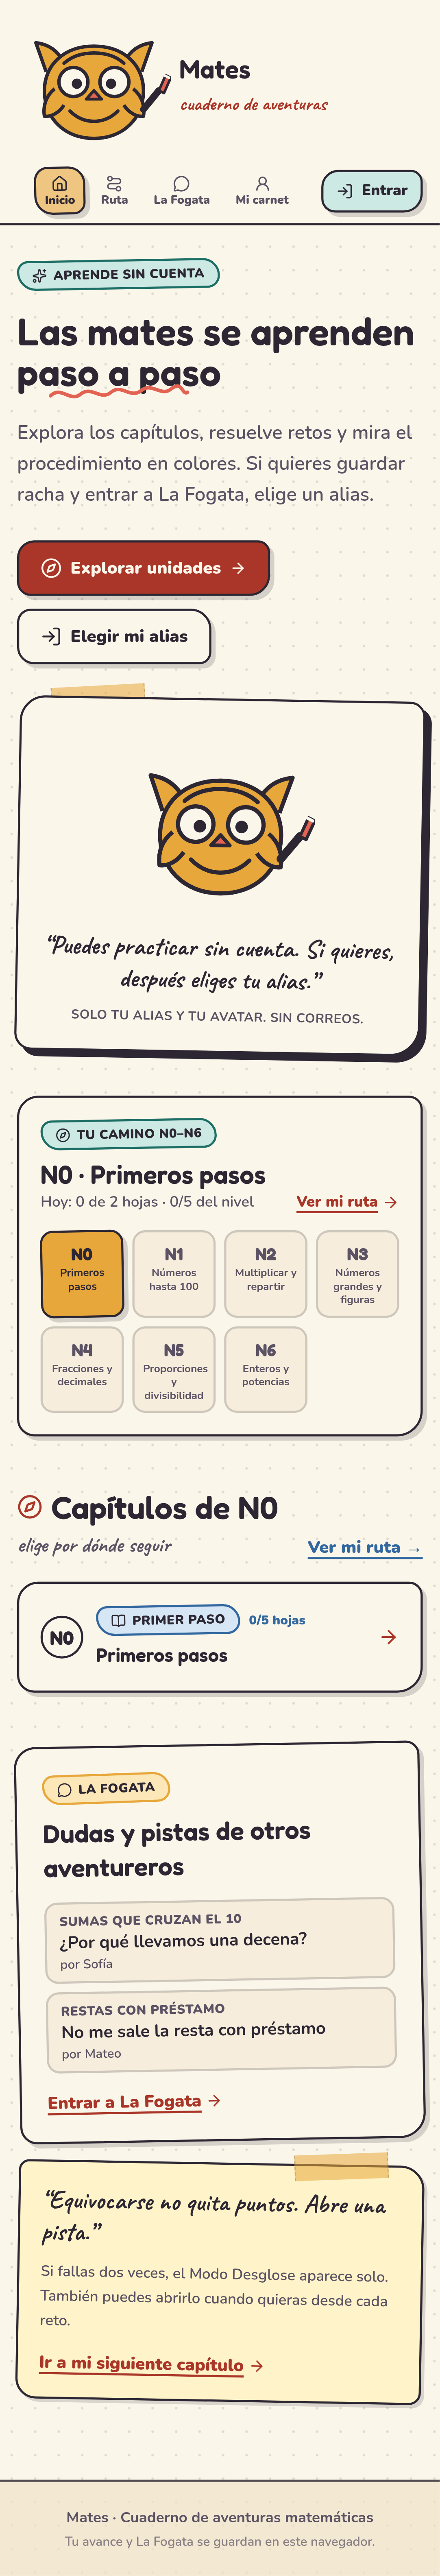 Mates
cuaderno de aventuras
Inicio
Ruta
La Fogata
Mi carnet
Entrar
APRENDE SIN CUENTA
Las mates se aprenden
paso a paso
Explora los capítulos, resuelve retos y mira el
procedimiento en colores. Si quieres guardar
racha y entrar a La Fogata, elige un alias.
Explorar unidades →
Elegir mi alias
“Puedes practicar sin cuenta. Si quieres,
después eliges tu alias.”
SOLO TU ALIAS Y TU AVATAR. SIN CORREOS.
TU CAMINO N0–N6
N0 · Primeros pasos
Hoy: 0 de 2 hojas · 0/5 del nivel
Ver mi ruta →
N0
Primeros
pasos
N1
Números
hasta 100
N2
Multiplicar y
repartir
N3
Números
grandes y
figuras
N4
Fracciones y
decimales
N5
Proporciones
y
divisibilidad
N6
Enteros y
potencias
Capítulos de N0
elige por dónde seguir
Ver mi ruta →
N0
PRIMER PASO
0/5 hojas
Primeros pasos
→
LA FOGATA
Dudas y pistas de otros
aventureros
SUMAS QUE CRUZAN EL 10
¿Por qué llevamos una decena?
por Sofía
RESTAS CON PRÉSTAMO
No me sale la resta con préstamo
por Mateo
Entrar a La Fogata →
“Equivocarse no quita puntos. Abre una
pista.”
Si fallas dos veces, el Modo Desglose aparece solo.
También puedes abrirlo cuando quieras desde cada
reto.
Ir a mi siguiente capítulo →
Mates · Cuaderno de aventuras matemáticas
Tu avance y La Fogata se guardan en este navegador.